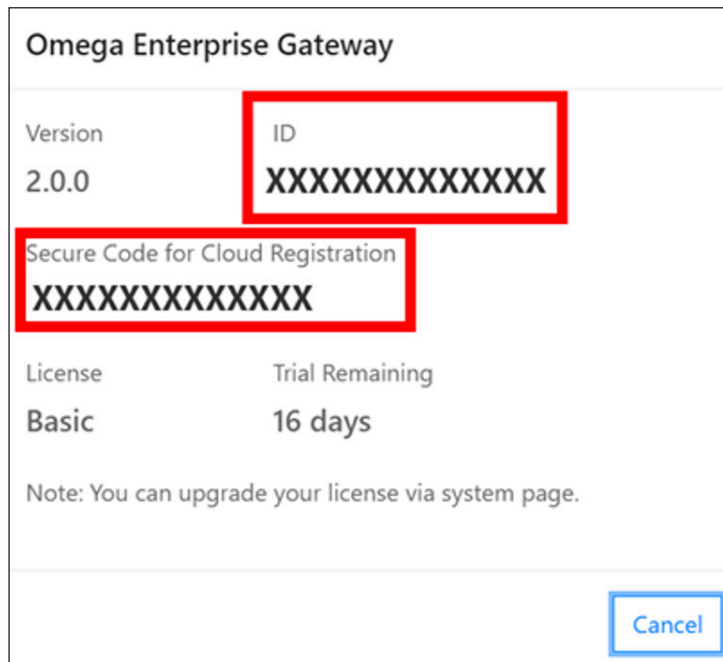 Omega Enterprise Gateway
Version ID
2.0.0 XXXXXXXXXXXXX
Secure Code for Cloud Registration
XXXXXXXXXXXXX
License Trial Remaining
Basic 16 days
Note: You can upgrade your license via system page.
Cancel